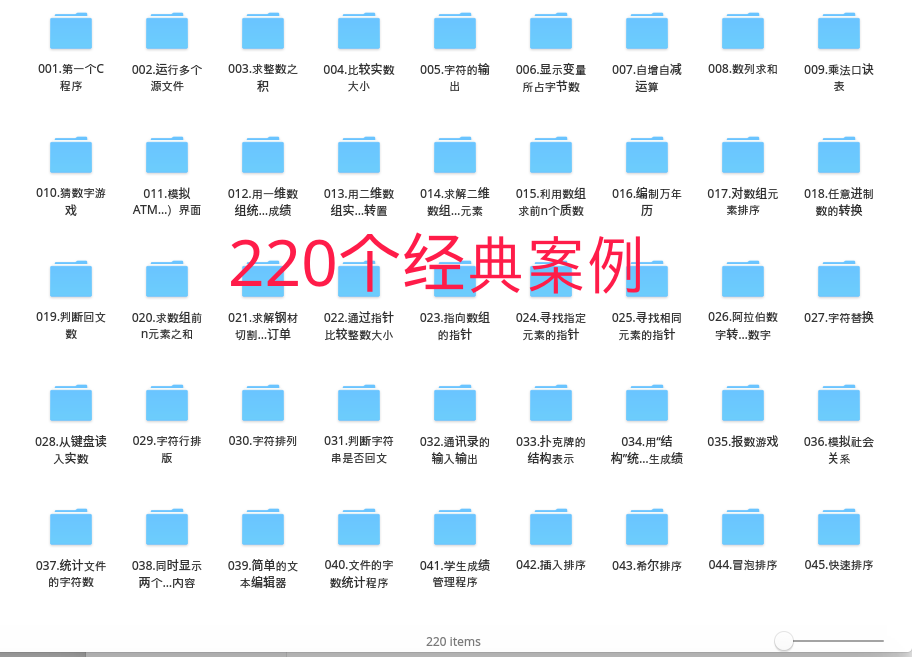 001.第一个C
程序
002.运行多个
源文件
003.求整数之
积
004.比较实数
大小
005.字符的输
出
006.显示变量
所占字节数
007.自增自减
运算
008.数列求和
009.乘法口诀
表
010.猜数字游
戏
011.模拟
ATM...）界面
012.用一维数
组统...成绩
013.用二维数
组实...转置
014.求解二维
数组...元素
015.利用数组
求前n个质数
016.编制万年
历
017.对数组元
素排序
018.任意进制
数的转换
220个经典案例
019.判断回文
数
020.求数组前
n元素之和
021.求解钢材
切割...订单
022.通过指针
比较整数大小
023.指向数组
的指针
024.寻找指定
元素的指针
025.寻找相同
元素的指针
026.阿拉伯数
字转...数字
027.字符替换
028.从键盘读
入实数
029.字符行排
版
030.字符排列
031.判断字符
串是否回文
032.通讯录的
输入输出
033.扑克牌的
结构表示
034.用“结
构”统...生成绩
035.报数游戏
036.模拟社会
关系
037.统计文件
的字符数
038.同时显示
两个...内容
039.简单的文
本编辑器
040.文件的字
数统计程序
041.学生成绩
管理程序
042.插入排序
043.希尔排序
044.冒泡排序
045.快速排序
220 items